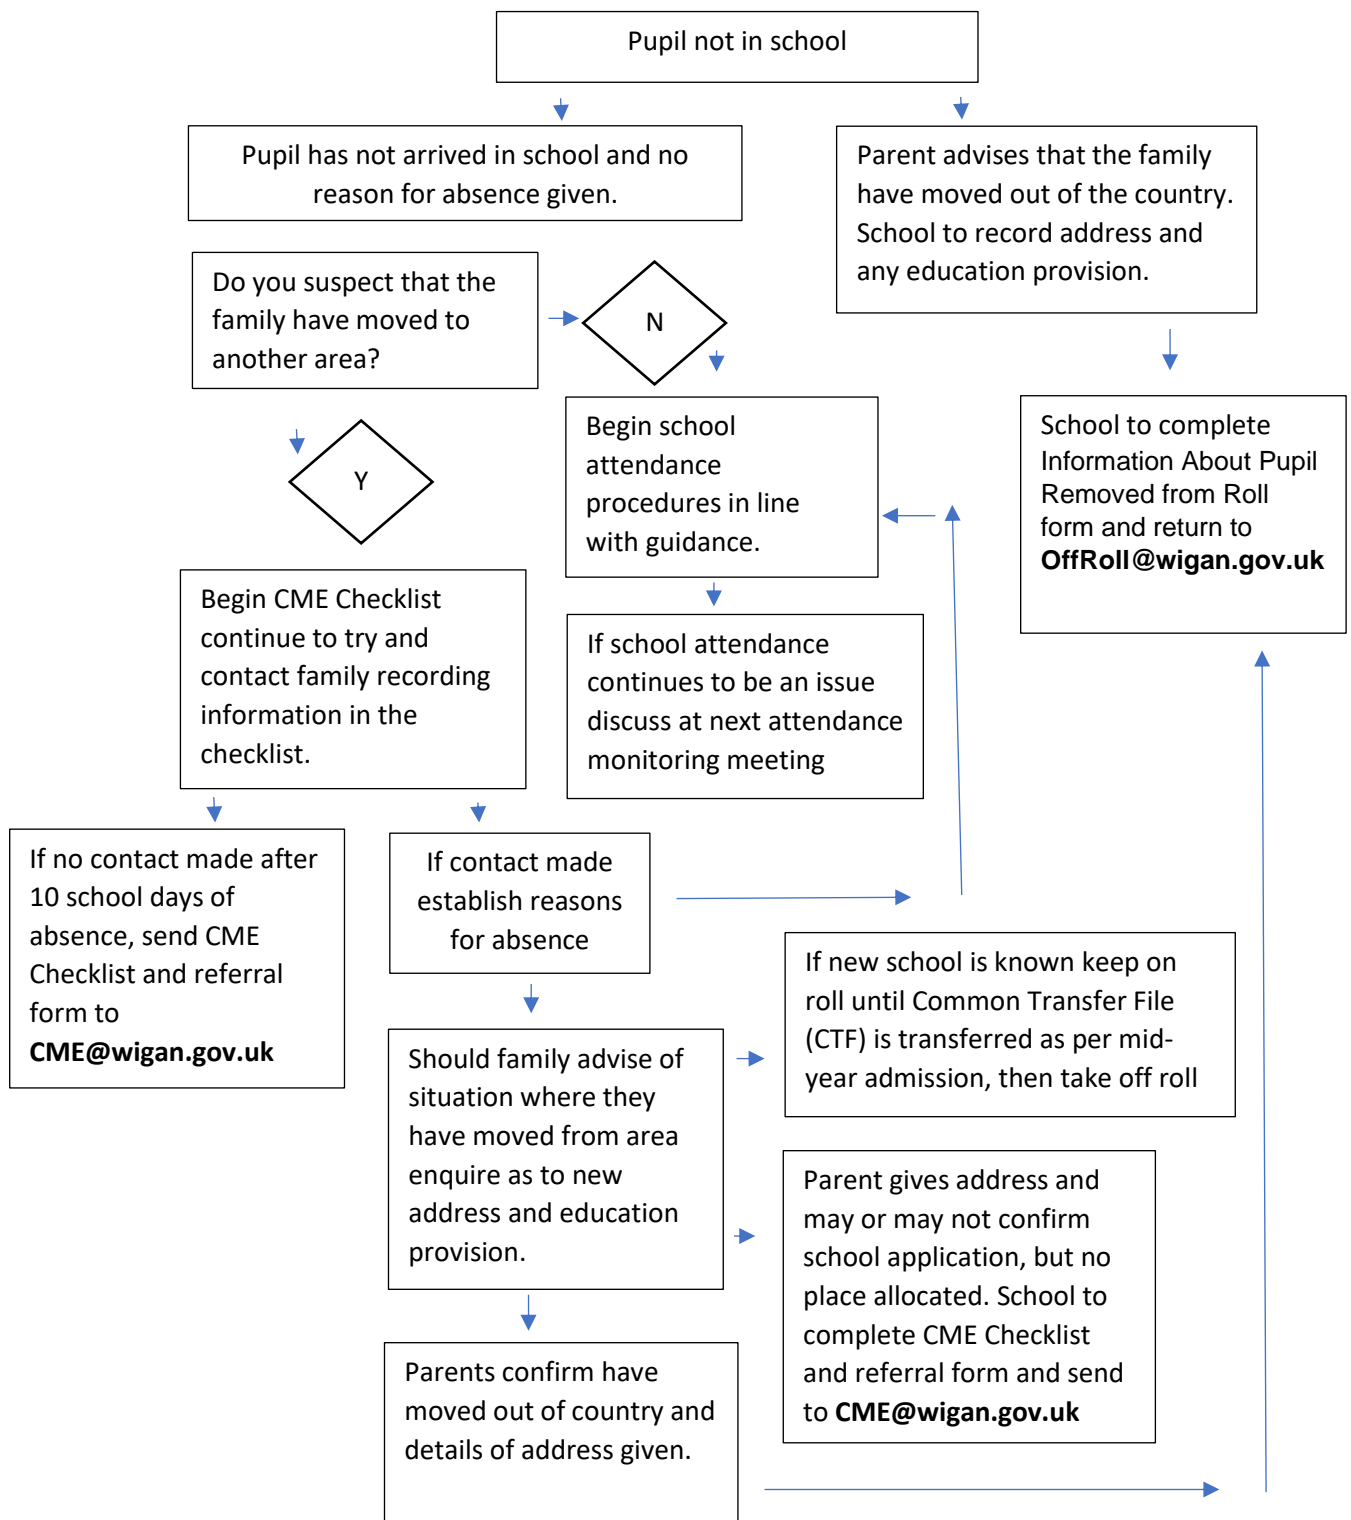 Pupil not in school
Pupil has not arrived in school and no
reason for absence given.
Parent advises that the family
have moved out of the country.
School to record address and
any education provision.
Do you suspect that the
family have moved to
another area?
N
Y
Begin school
attendance
procedures in line
with guidance.
School to complete
Information About Pupil
Removed from Roll
form and return to
OffRoll@wigan.gov.uk
Begin CME Checklist
continue to try and
contact family recording
information in the
checklist.
If school attendance
continues to be an issue
discuss at next attendance
monitoring meeting
If no contact made after
10 school days of
absence, send CME
Checklist and referral
form to
CME@wigan.gov.uk
If contact made
establish reasons
for absence
If new school is known keep on
roll until Common Transfer File
(CTF) is transferred as per mid-
year admission, then take off roll
Should family advise of
situation where they
have moved from area
enquire as to new
address and education
provision.
Parent gives address and
may or may not confirm
school application, but no
place allocated. School to
complete CME Checklist
and referral form and send
to CME@wigan.gov.uk
Parents confirm have
moved out of country and
details of address given.